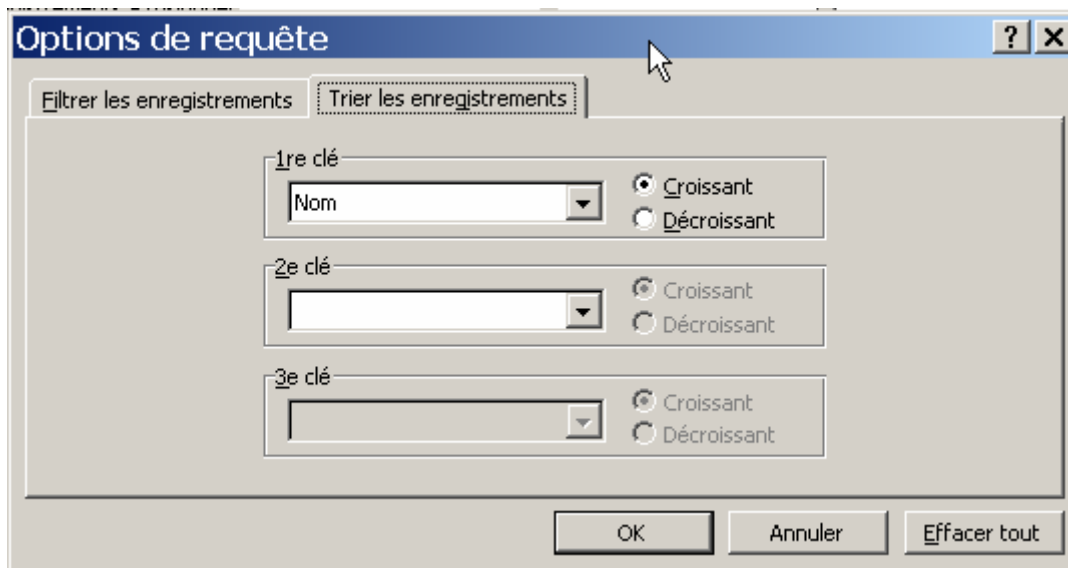 Options de requête
?
Filtrer les enregistrements
Trier les enregistrements
1re clé
Nom
Croissant
Décroissant
2e clé
Croissant
Décroissant
3e clé
Croissant
Décroissant
OK
Annuler
Effacer tout